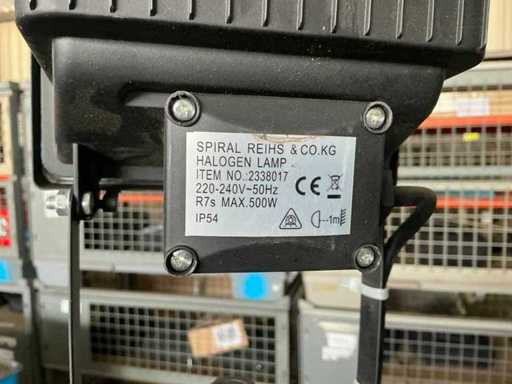 SPIRAL REIHS & CO.KG
HALOGEN LAMP
ITEM NO.:2338017
220-240V~50Hz
R7s MAX.500W
IP54
CE
1m